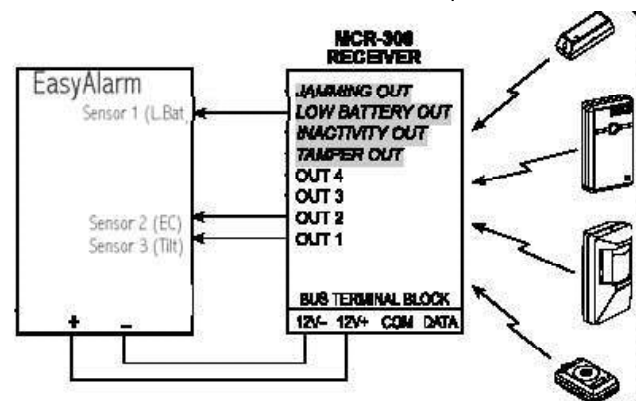 MCR-308
RECEIVER
EasyAlarm
Sensor 1 (L.Bat
Sensor 2 (EC)
Sensor 3 (Tilt)
+ –
JAMMING OUT
LOW BATTERY OUT
INACTIVITY OUT
TAMPER OUT
OUT 4
OUT 3
OUT 2
OUT 1
BUS TERMINAL BLOCK
12V– 12V+ COM DATA